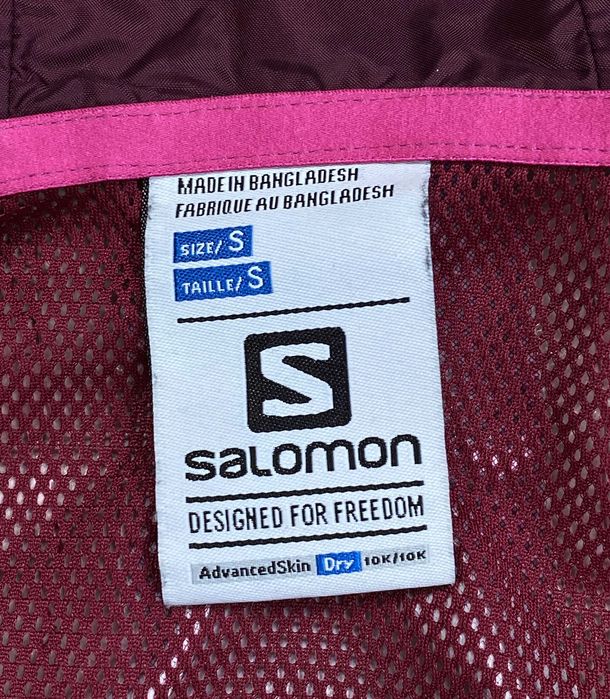 MADE IN BANGLADESH
FABRIQUE AU BANGLADESH
SIZE/ S
TAILLE/ S
S
SALOMON
DESIGNED FOR FREEDOM
AdvancedSkin Dry 10K/10K